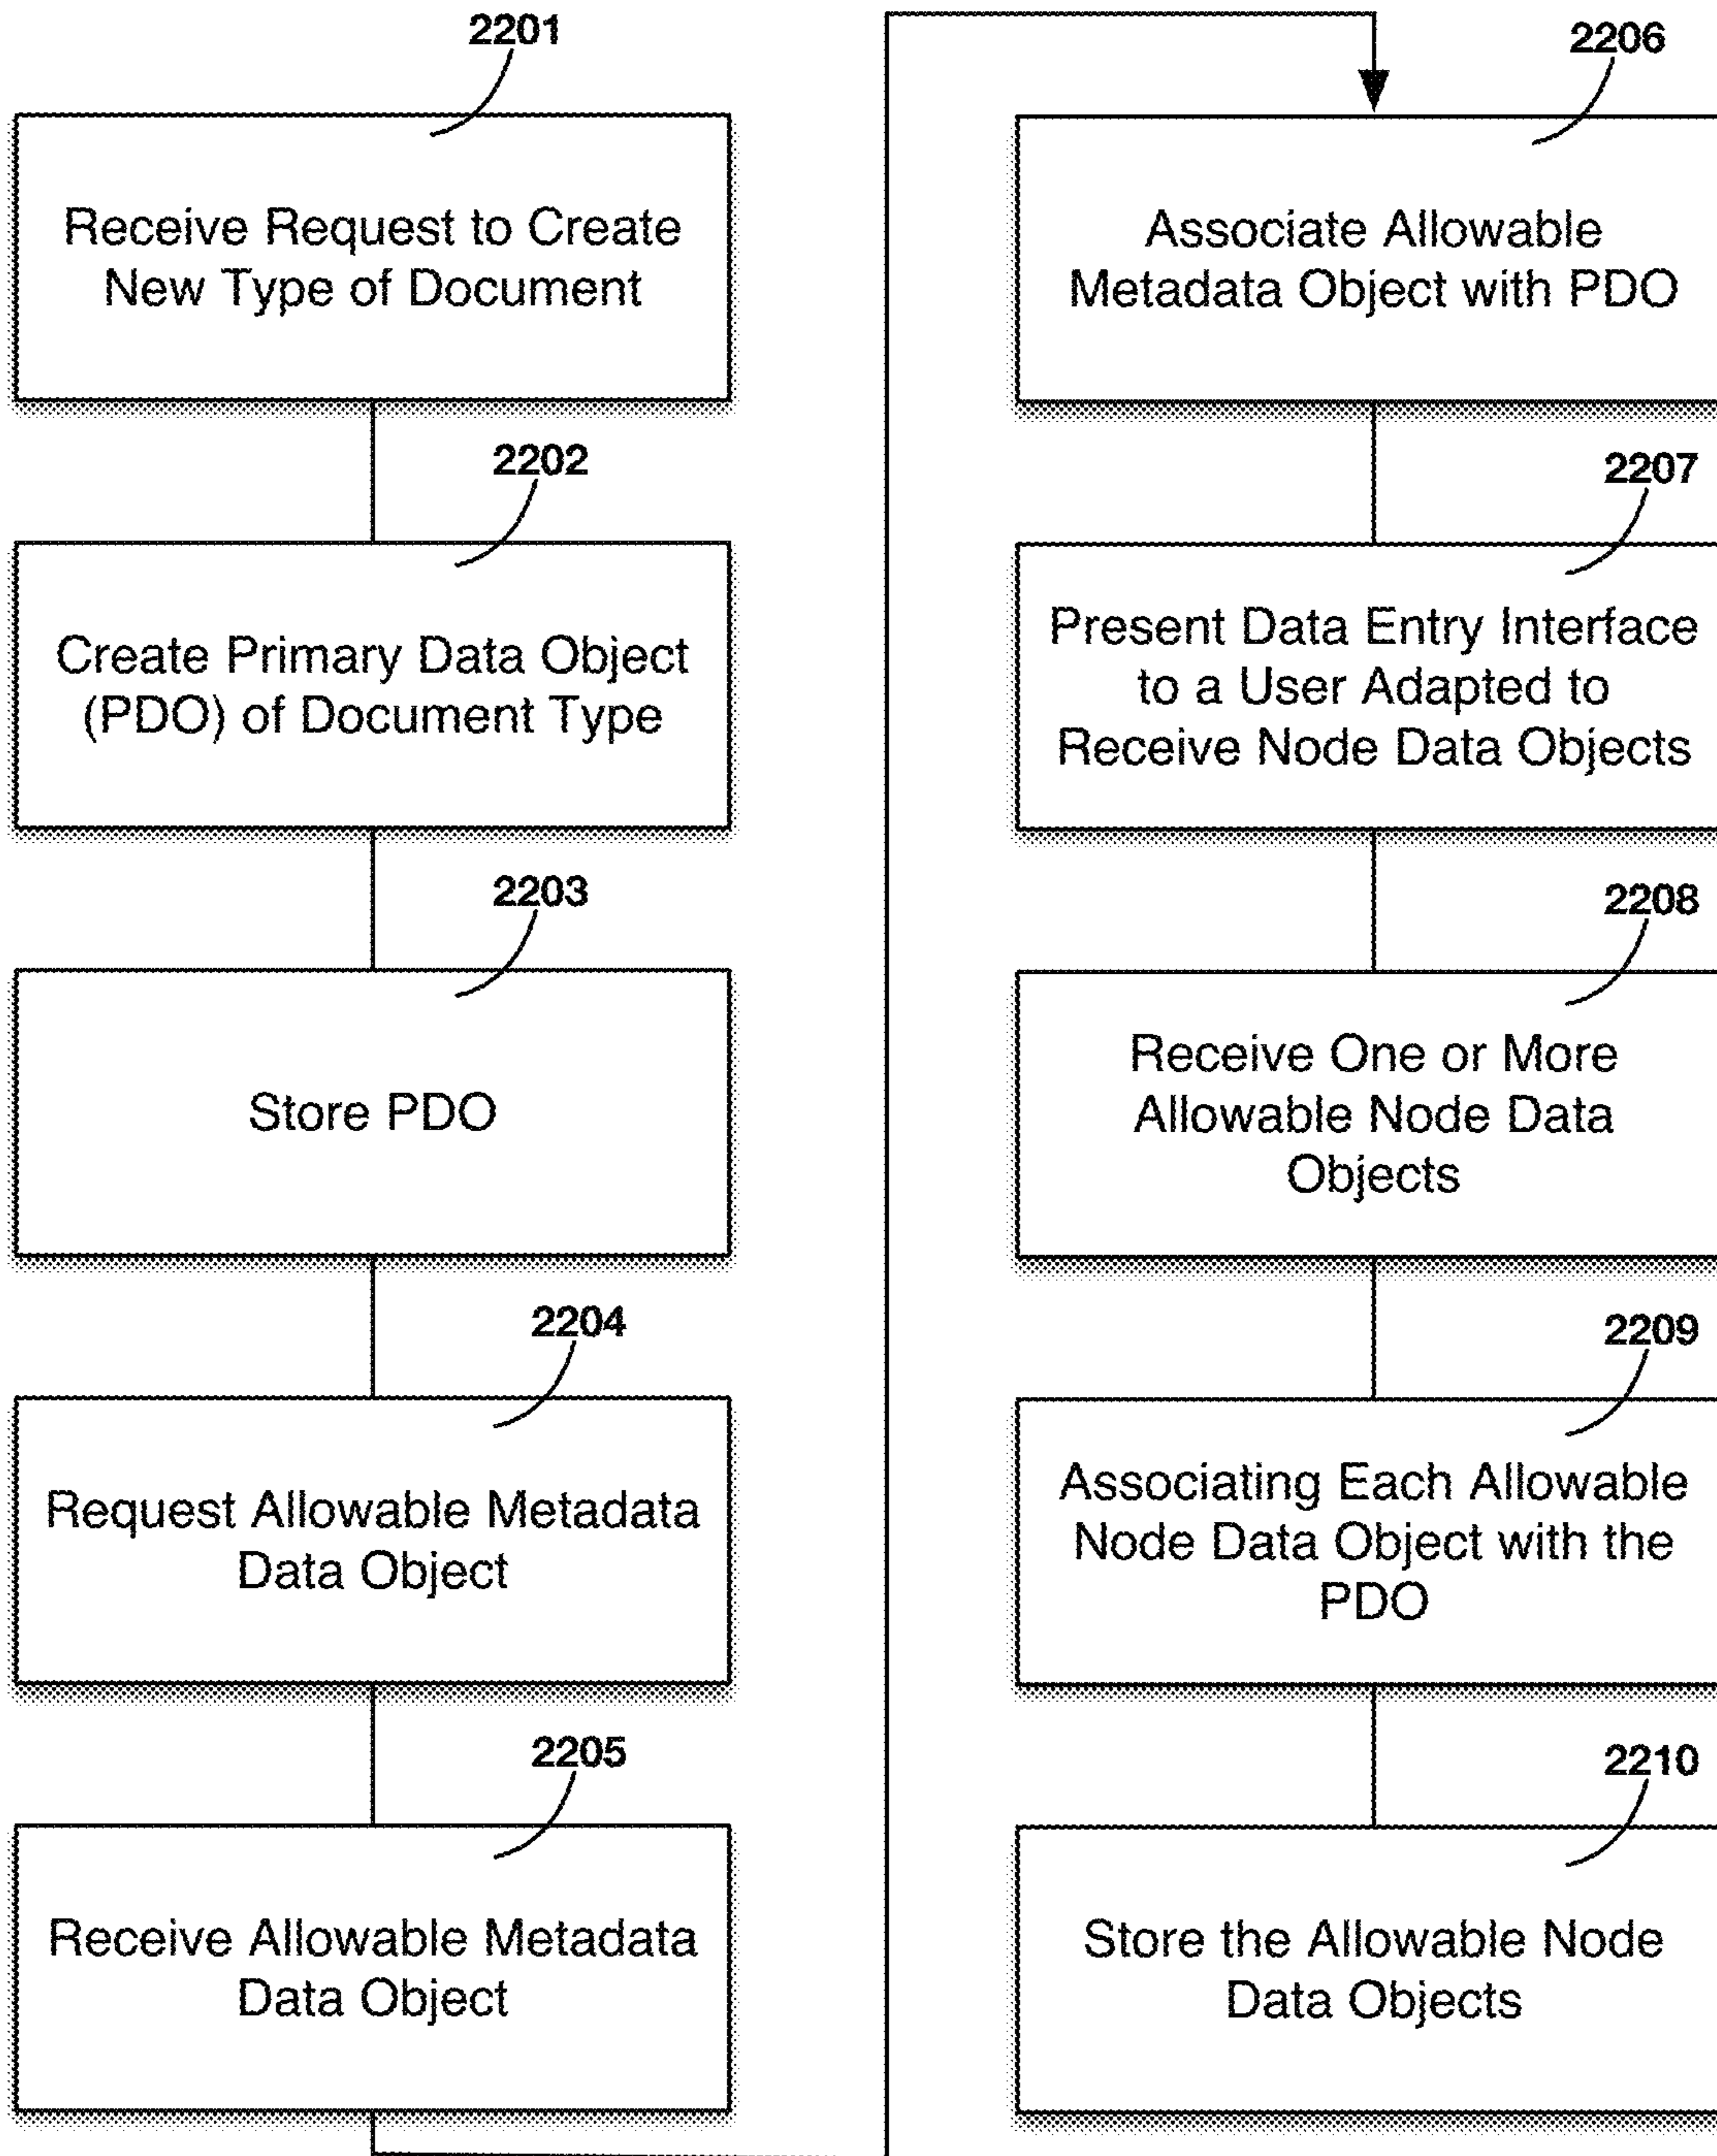 2201
Receive Request to Create
New Type of Document
2202
Create Primary Data Object
(PDO) of Document Type
2203
Store PDO
2204
Request Allowable Metadata
Data Object
2205
Receive Allowable Metadata
Data Object
2206
Associate Allowable
Metadata Object with PDO
2207
Present Data Entry Interface
to a User Adapted to
Receive Node Data Objects
2208
Receive One or More
Allowable Node Data
Objects
2209
Associating Each Allowable
Node Data Object with the
PDO
2210
Store the Allowable Node
Data Objects